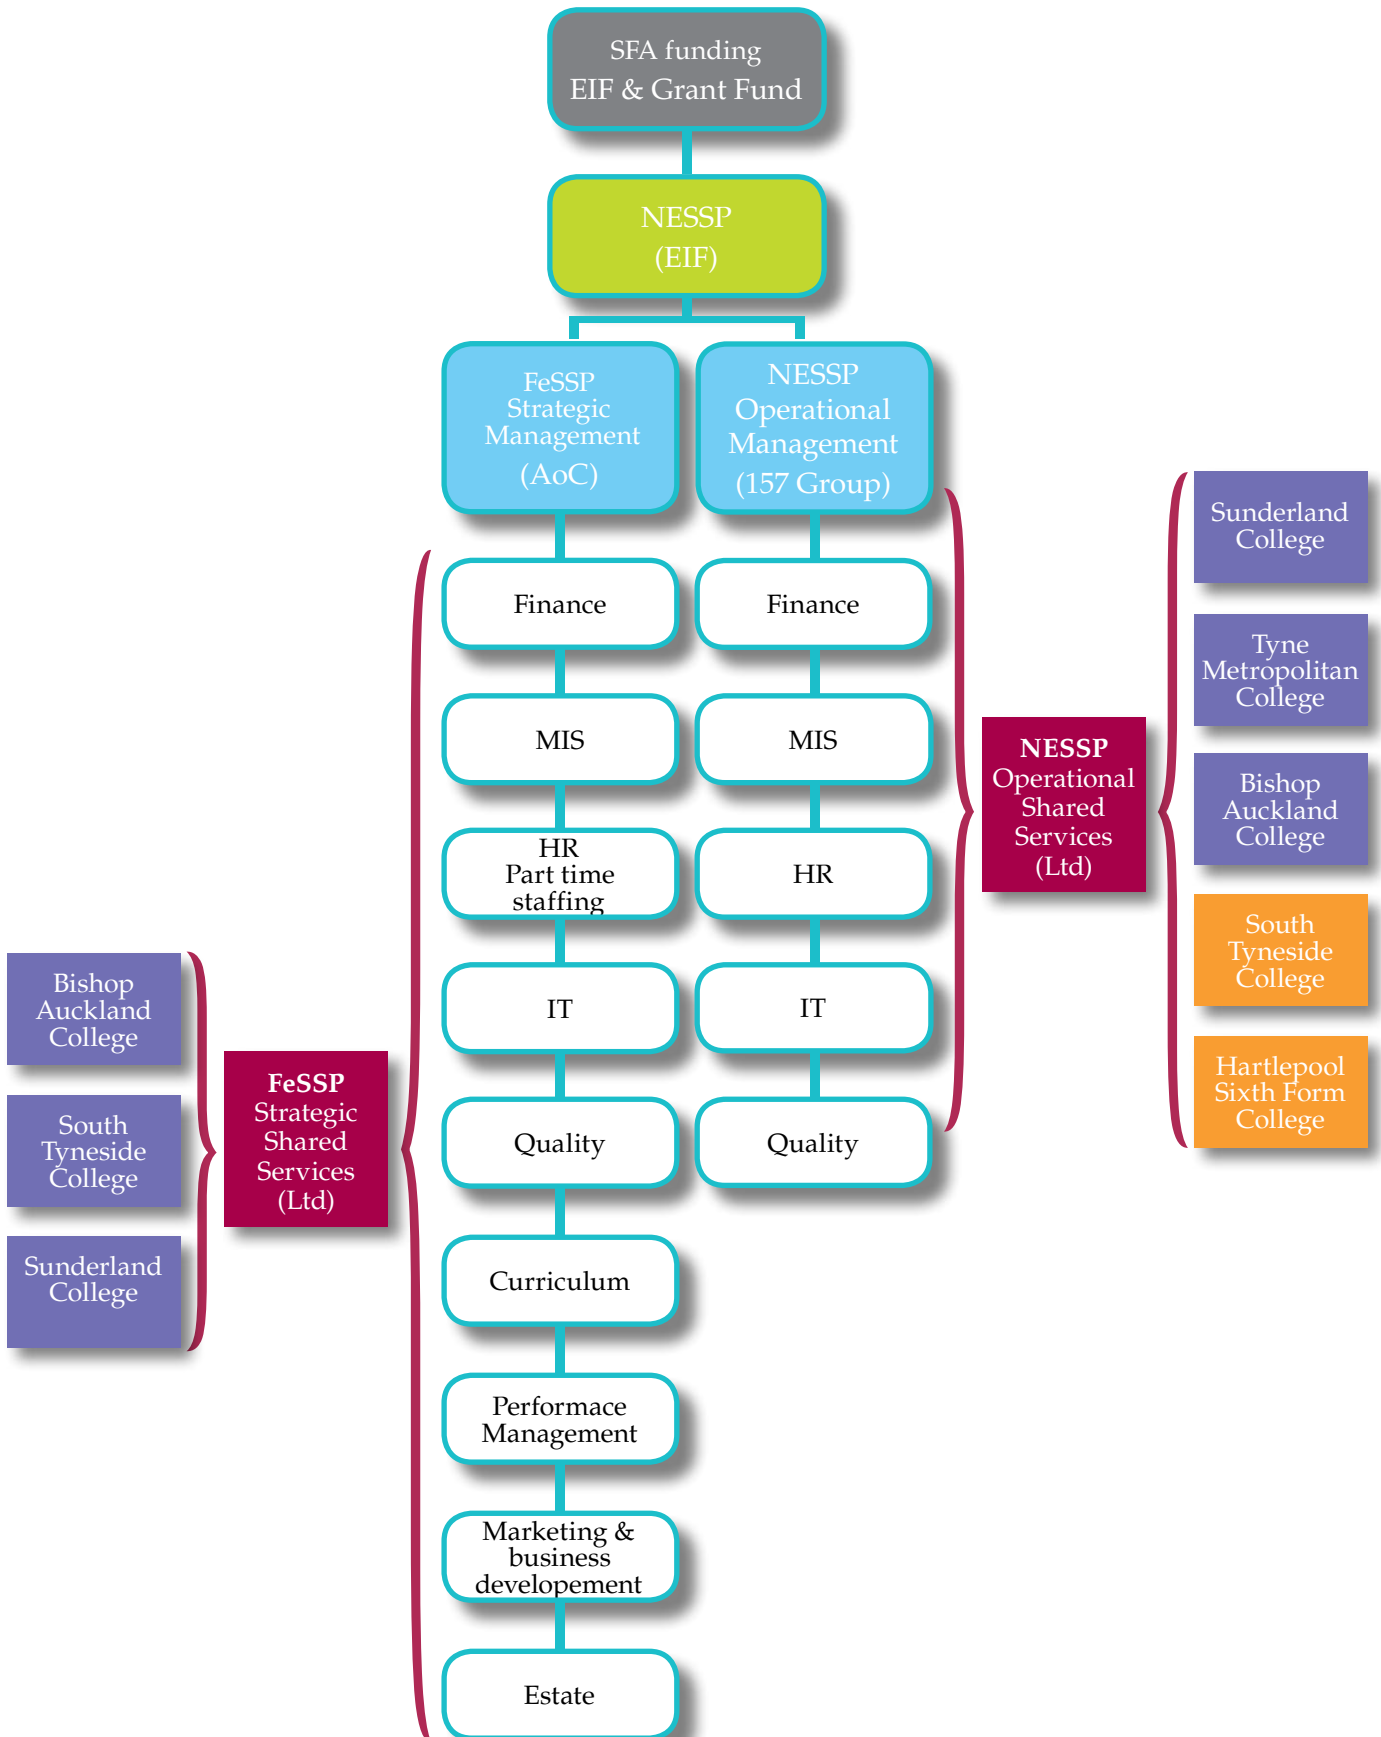 SFA funding
EIF & Grant Fund
NESSP
(EIF)
FeSSP
Strategic
Management
(AoC)
NESSP
Operational
Management
(157 Group)
Finance
MIS
HR
Part time
staffing
IT
Quality
Curriculum
Performace
Management
Marketing &
business
developement
Estate
Finance
MIS
HR
IT
Quality
Bishop
Auckland
College
South
Tyneside
College
Sunderland
College
FeSSP
Strategic
Shared
Services
(Ltd)
NESSP
Operational
Shared
Services
(Ltd)
Sunderland
College
Tyne
Metropolitan
College
Bishop
Auckland
College
South
Tyneside
College
Hartlepool
Sixth Form
College